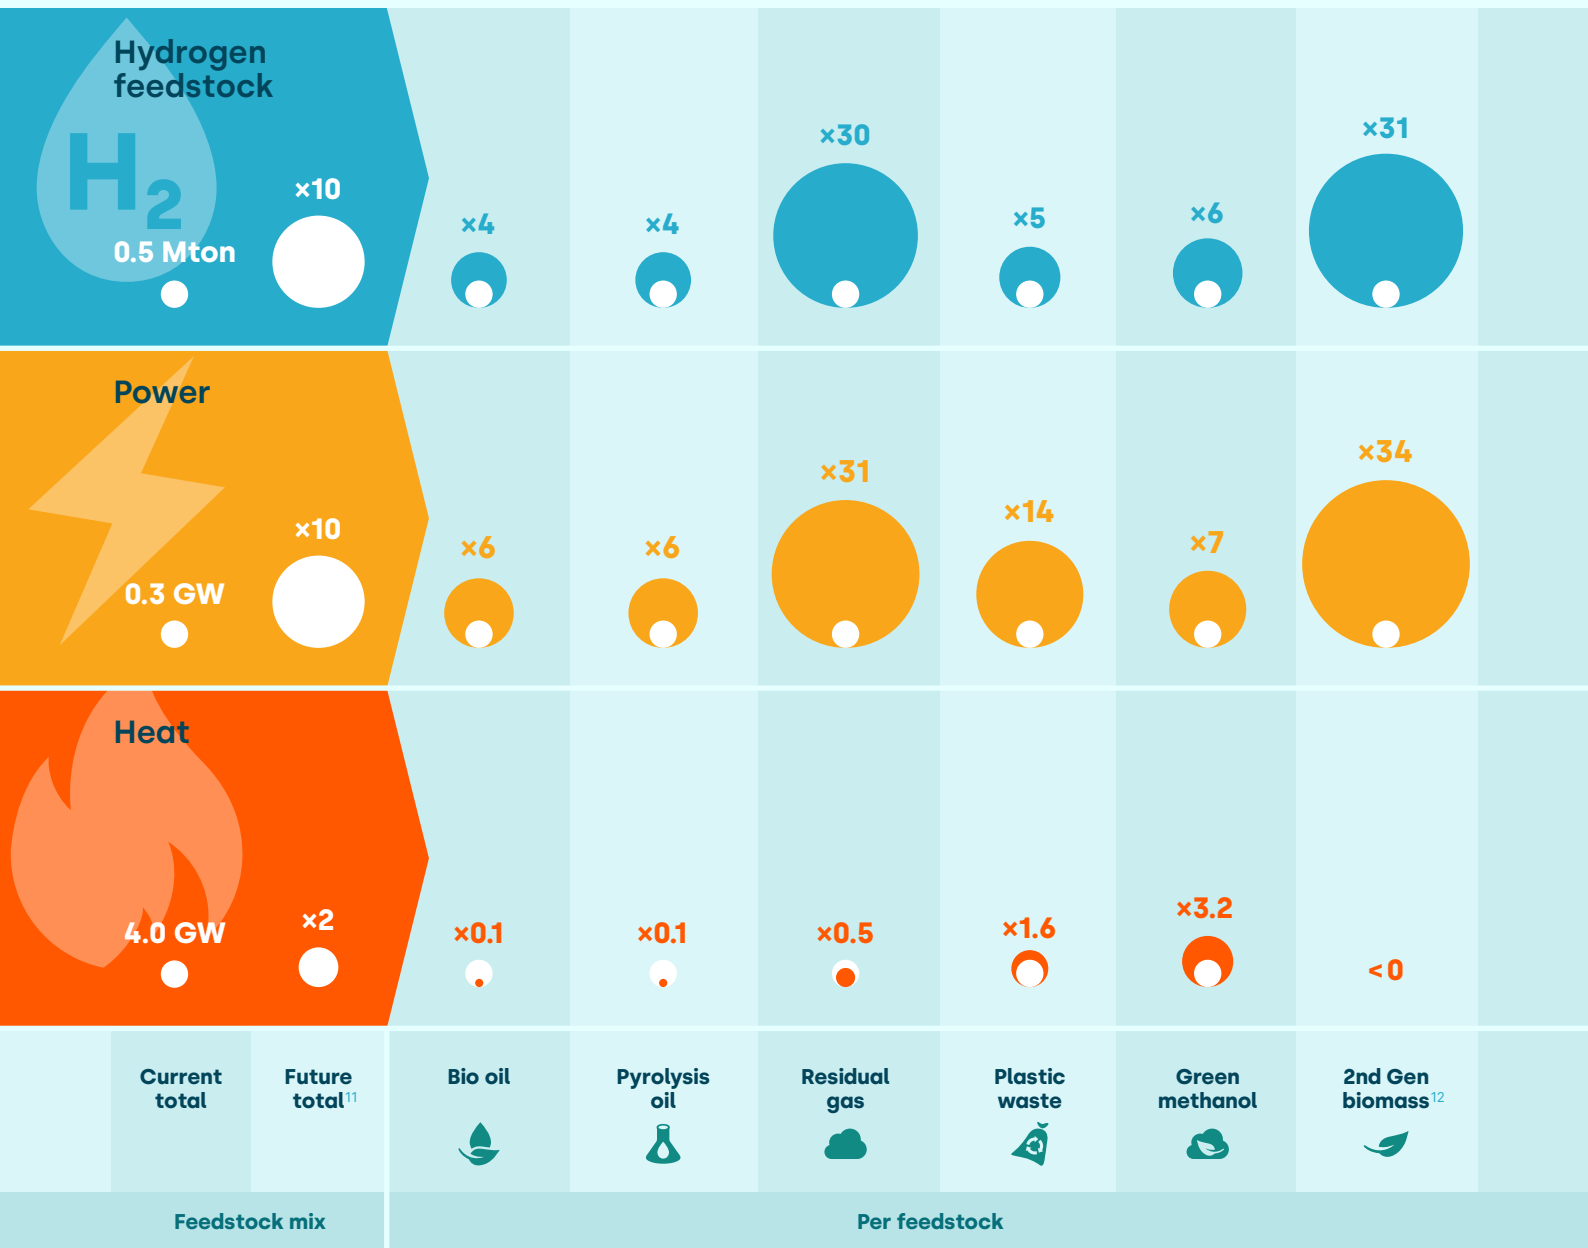 Hydrogen
feedstock
H2
0.5 Mton
×10
×4
×4
×30
×5
×6
×31
Power
0.3 GW
×10
×6
×6
×31
×14
×7
×34
Heat
4.0 GW
×2
×0.1
×0.1
×0.5
×1.6
×3.2
<0
Current
total
Future
total11
Bio oil
Pyrolysis
oil
Residual
gas
Plastic
waste
Green
methanol
2nd Gen
biomass12
Feedstock mix
Per feedstock